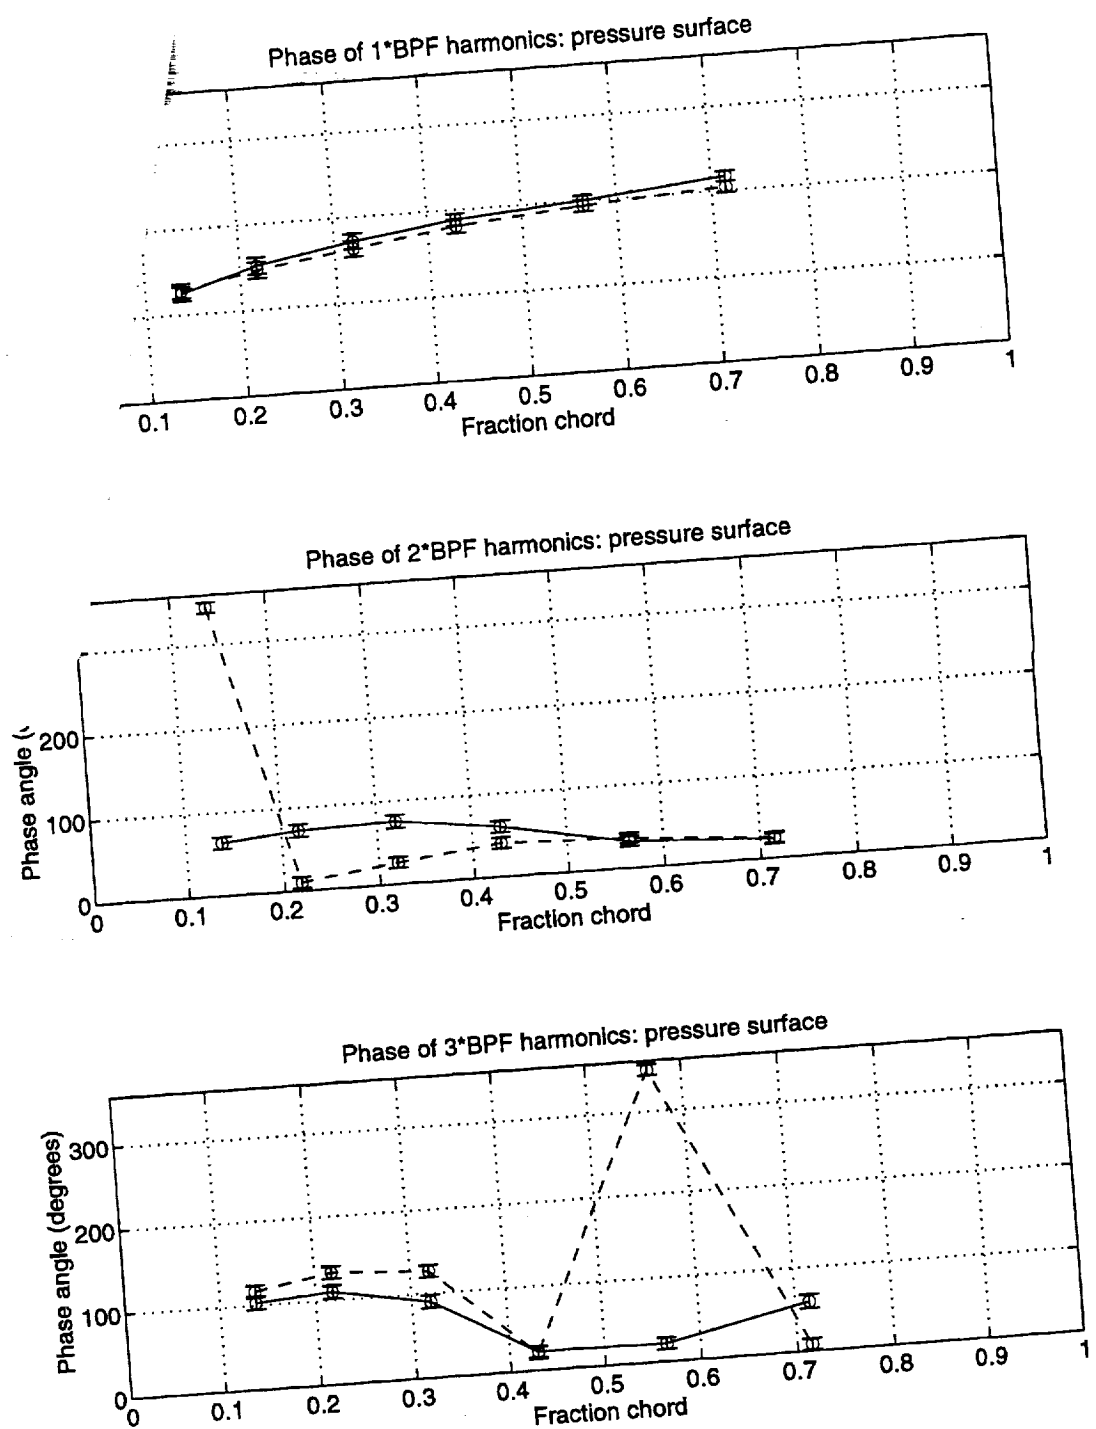 Phase of 1*BPF harmonics: pressure surface
0.1 0.2 0.3 0.4 0.5 0.6 0.7 0.8 0.9 1
Fraction chord
Phase of 2*BPF harmonics: pressure surface
Phase angle (
200
100
0
0 0.1 0.2 0.3 0.4 0.5 0.6 0.7 0.8 0.9 1
Fraction chord
Phase of 3*BPF harmonics: pressure surface
Phase angle (degrees)
300
200
100
0
0 0.1 0.2 0.3 0.4 0.5 0.6 0.7 0.8 0.9 1
Fraction chord